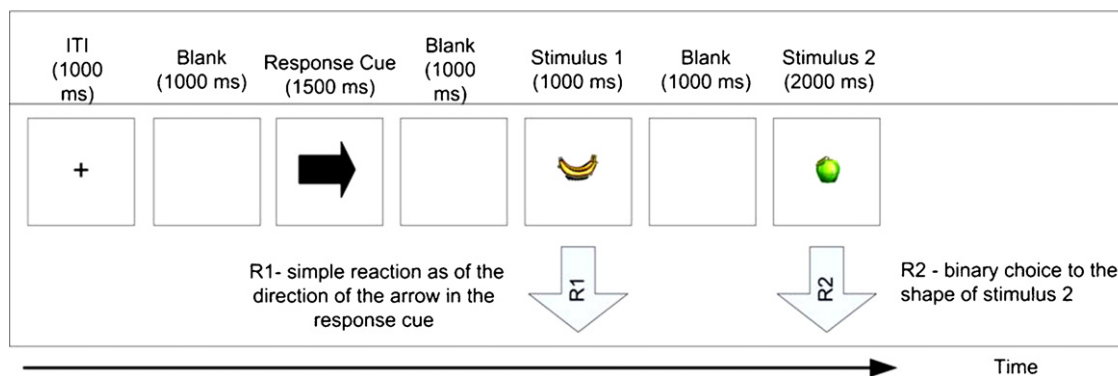 ITI
(1000
ms)
Blank
(1000 ms)
Response Cue
(1500 ms)
Blank
(1000
ms)
Stimulus 1
(1000 ms)
Blank
(1000 ms)
Stimulus 2
(2000 ms)
+
R1- simple reaction as of the
direction of the arrow in the
response cue
R1
R2
R2 - binary choice to the
shape of stimulus 2
Time